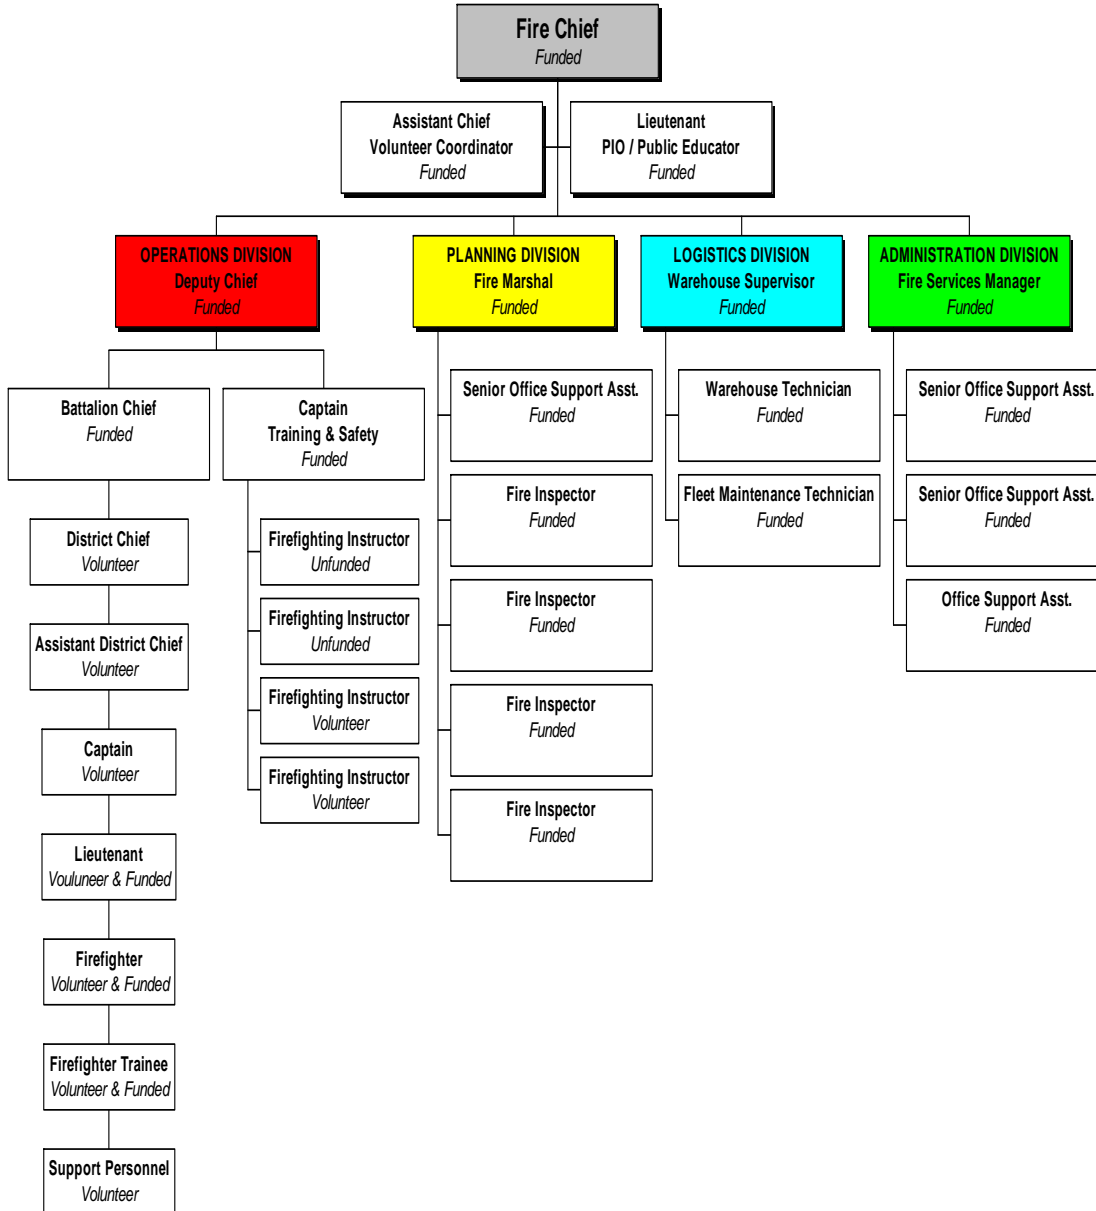 Fire Chief
Funded
Assistant Chief
Volunteer Coordinator
Funded
Lieutenant
PIO / Public Educator
Funded
OPERATIONS DIVISION
Deputy Chief
Funded
PLANNING DIVISION
Fire Marshal
Funded
LOGISTICS DIVISION
Warehouse Supervisor
Funded
ADMINISTRATION DIVISION
Fire Services Manager
Funded
Battalion Chief
Funded
District Chief
Volunteer
Assistant District Chief
Volunteer
Captain
Volunteer
Lieutenant
Vouluneer & Funded
Firefighter
Volunteer & Funded
Firefighter Trainee
Volunteer & Funded
Support Personnel
Volunteer
Captain
Training & Safety
Funded
Firefighting Instructor
Unfunded
Firefighting Instructor
Unfunded
Firefighting Instructor
Volunteer
Firefighting Instructor
Volunteer
Senior Office Support Asst.
Funded
Fire Inspector
Funded
Fire Inspector
Funded
Fire Inspector
Funded
Fire Inspector
Funded
Warehouse Technician
Funded
Fleet Maintenance Technician
Funded
Senior Office Support Asst.
Funded
Senior Office Support Asst.
Funded
Office Support Asst.
Funded